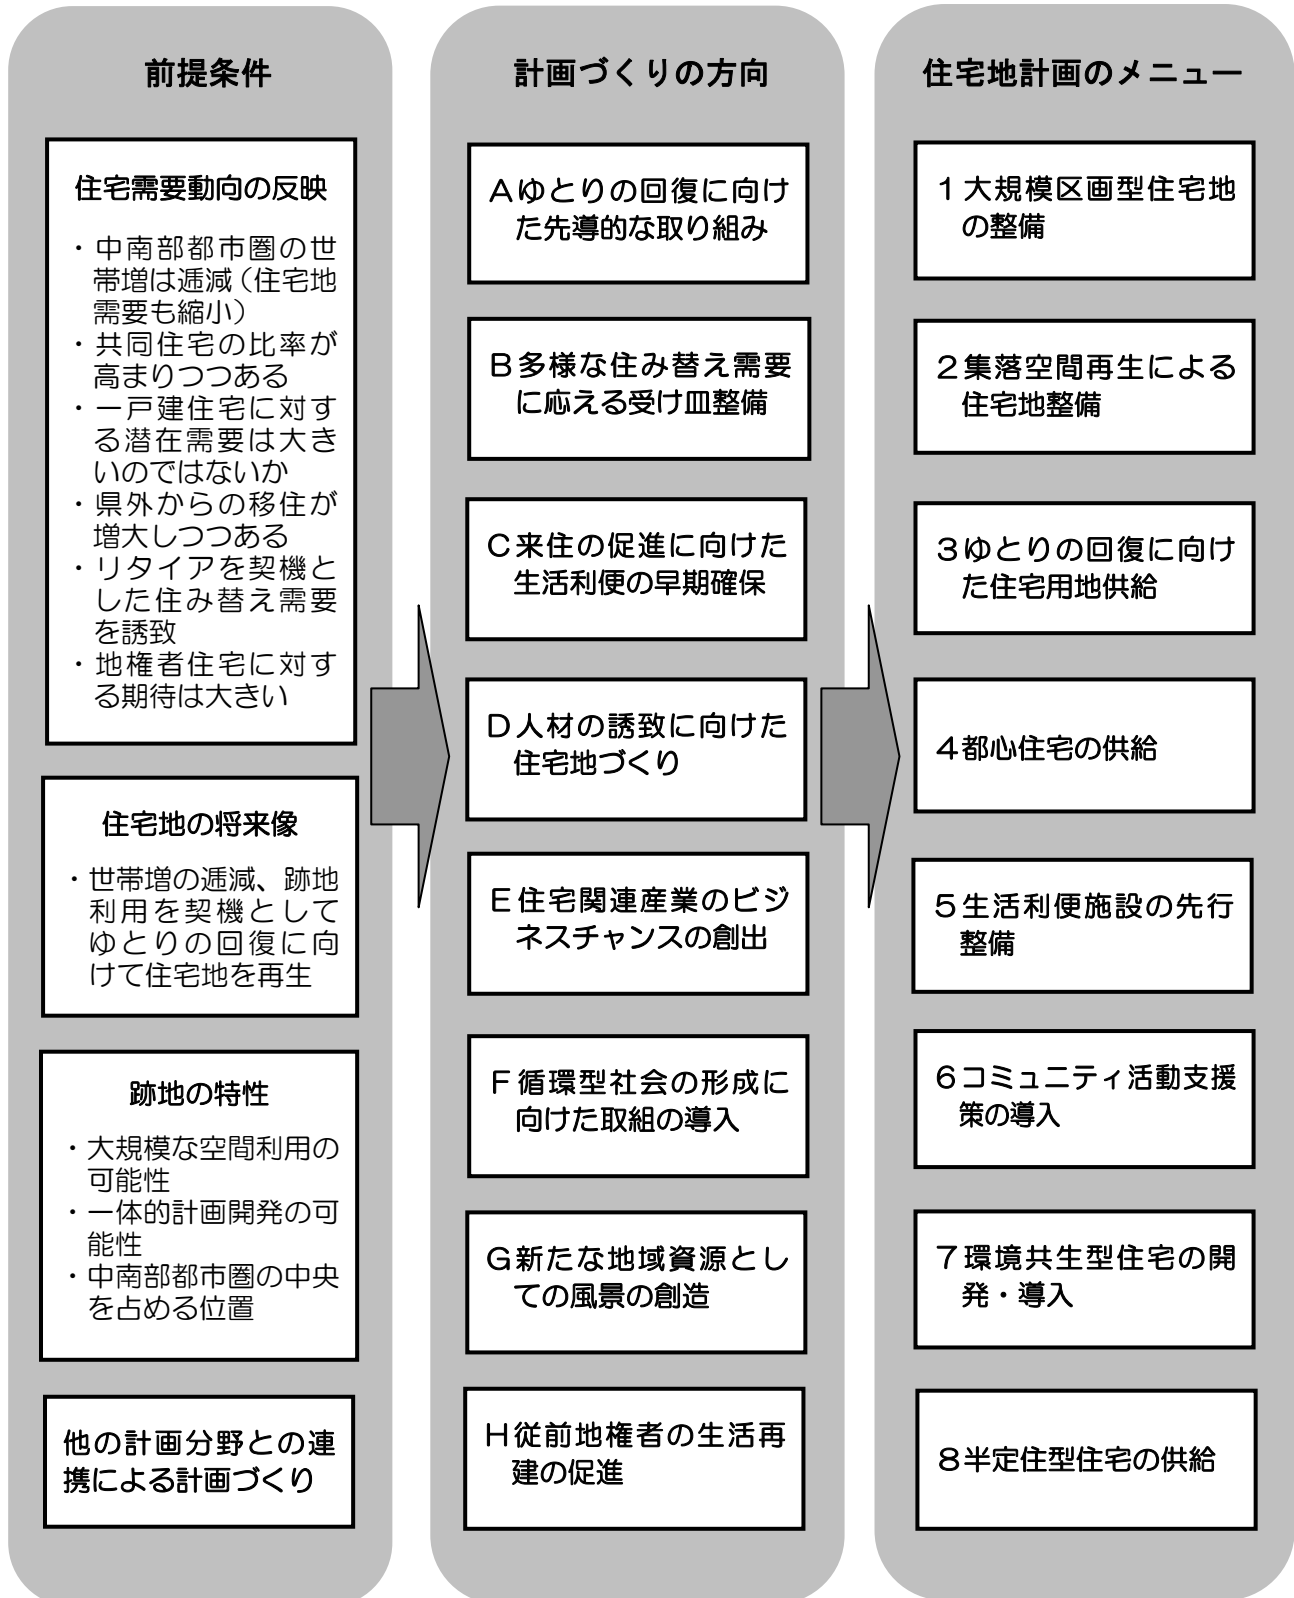 前提条件
住宅需要動向の反映
・中南部都市圏の世
帯増は逓減（住宅地
需要も縮小）
・共同住宅の比率が
高まりつつある
・一戸建住宅に対す
る潜在需要は大き
いのではないか
・県外からの移住が
増大しつつある
・リタイアを契機と
した住み替え需要
を誘致
・地権者住宅に対す
る期待は大きい
住宅地の将来像
・世帯増の逓減、跡地
利用を契機として
ゆとりの回復に向
けて住宅地を再生
跡地の特性
・大規模な空間利用の
可能性
・一体的計画開発の可
能性
・中南部都市圏の中央
を占める位置
他の計画分野との連
携による計画づくり
計画づくりの方向
Aゆとりの回復に向け
た先導的な取り組み
B多様な住み替え需要
に応える受け皿整備
C来住の促進に向けた
生活利便の早期確保
D人材の誘致に向けた
住宅地づくり
E住宅関連産業のビジ
ネスチャンスの創出
F循環型社会の形成に
向けた取組の導入
G新たな地域資源とし
ての風景の創造
H従前地権者の生活再
建の促進
住宅地計画のメニュー
1大規模区画型住宅地
の整備
2集落空間再生による
住宅地整備
3ゆとりの回復に向け
た住宅用地供給
4都心住宅の供給
5生活利便施設の先行
整備
6コミュニティ活動支援
策の導入
7環境共生型住宅の開
発・導入
8半定住型住宅の供給